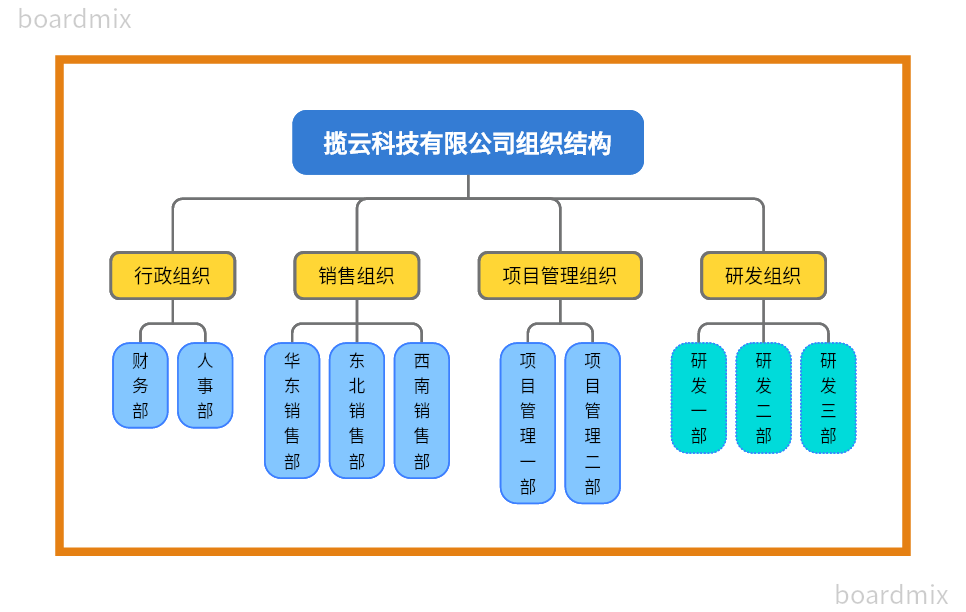 boardmix
揽云科技有限公司组织结构
行政组织
销售组织
项目管理组织
研发组织
财务部
人事部
华东销售部
东北销售部
西南销售部
项目管理一部
项目管理二部
研发一部
研发二部
研发三部
boardmix